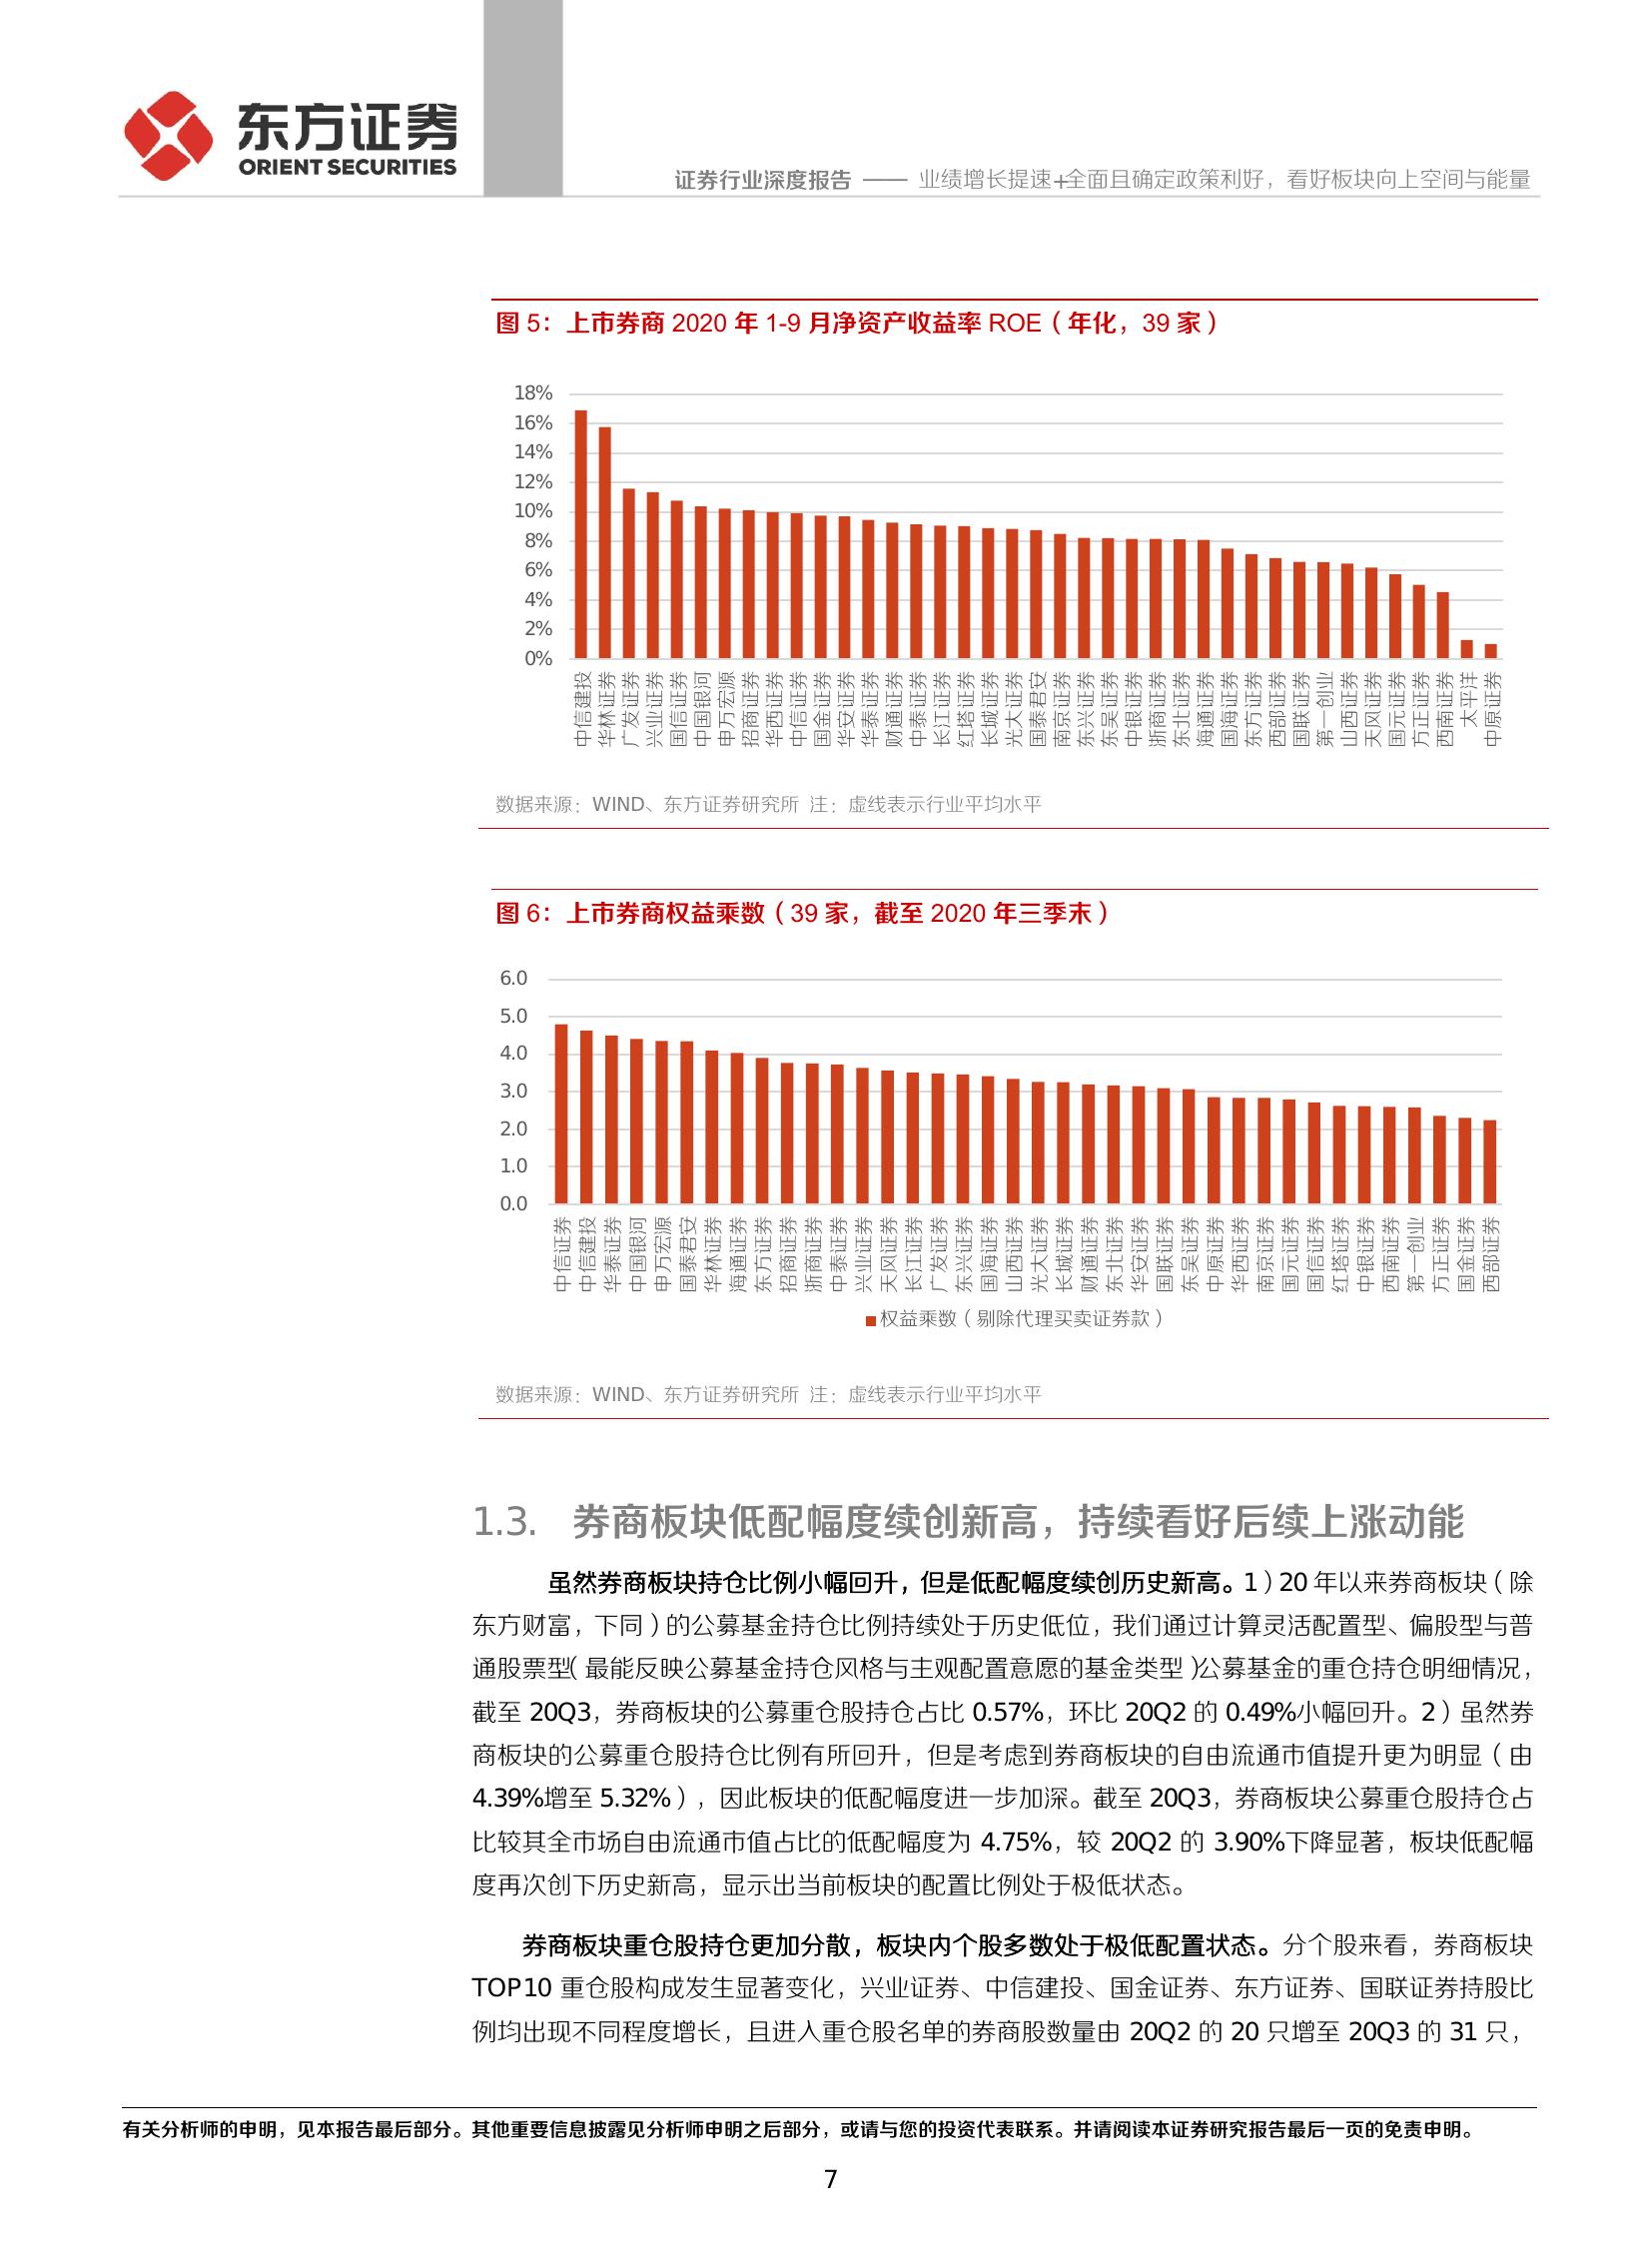 东方证券
ORIENT SECURITIES
证券行业深度报告 —— 业绩增长提速+全面且确定政策利好，看好板块向上空间与能量
图 5：上市券商 2020 年 1-9 月净资产收益率 ROE（年化，39 家）
18%
16%
14%
12%
10%
8%
6%
4%
2%
0%
中信建投
华林证券
广发证券
兴业证券
国信证券
中国银河
申万宏源
招商证券
华西证券
中信证券
国金证券
华安证券
华泰证券
财通证券
中泰证券
长江证券
红塔证券
长城证券
光大证券
国泰君安
南京证券
东兴证券
东吴证券
中银证券
浙商证券
东北证券
海通证券
国海证券
东方证券
西部证券
国联证券
第一创业
山西证券
天风证券
国元证券
方正证券
西南证券
太平洋
中原证券
数据来源：WIND、东方证券研究所 注：虚线表示行业平均水平
图 6：上市券商权益乘数（39 家，截至 2020 年三季末）
6.0
5.0
4.0
3.0
2.0
1.0
0.0
中信证券
中信建投
华泰证券
中国银河
申万宏源
国泰君安
华林证券
海通证券
东方证券
招商证券
浙商证券
中泰证券
兴业证券
天风证券
长江证券
广发证券
东兴证券
国海证券
山西证券
光大证券
长城证券
财通证券
东北证券
华安证券
国联证券
东吴证券
中原证券
华西证券
南京证券
国元证券
国信证券
红塔证券
中银证券
西南证券
第一创业
方正证券
国金证券
西部证券
权益乘数（剔除代理买卖证券款）
数据来源：WIND、东方证券研究所 注：虚线表示行业平均水平
1.3. 券商板块低配幅度续创新高，持续看好后续上涨动能
虽然券商板块持仓比例小幅回升，但是低配幅度续创历史新高。1）20 年以来券商板块（除
东方财富，下同）的公募基金持仓比例持续处于历史低位，我们通过计算灵活配置型、偏股型与普
通股票型（最能反映公募基金持仓风格与主观配置意愿的基金类型）公募基金的重仓持仓明细情况，
截至 20Q3，券商板块的公募重仓股持仓占比 0.57%，环比 20Q2 的 0.49%小幅回升。2）虽然券
商板块的公募重仓股持仓比例有所回升，但是考虑到券商板块的自由流通市值提升更为明显（由
4.39%增至 5.32%），因此板块的低配幅度进一步加深。截至 20Q3，券商板块公募重仓股持仓占
比较其全市场自由流通市值占比的低配幅度为 4.75%，较 20Q2 的 3.90%下降显著，板块低配幅
度再次创下历史新高，显示出当前板块的配置比例处于极低状态。
券商板块重仓股持仓更加分散，板块内个股多数处于极低配置状态。分个股来看，券商板块
TOP10 重仓股构成发生显著变化，兴业证券、中信建投、国金证券、东方证券、国联证券持股比
例均出现不同程度增长，且进入重仓股名单的券商股数量由 20Q2 的 20 只增至 20Q3 的 31 只，
有关分析师的申明，见本报告最后部分。其他重要信息披露见分析师申明之后部分，或请与您的投资代表联系。并请阅读本证券研究报告最后一页的免责申明。
7